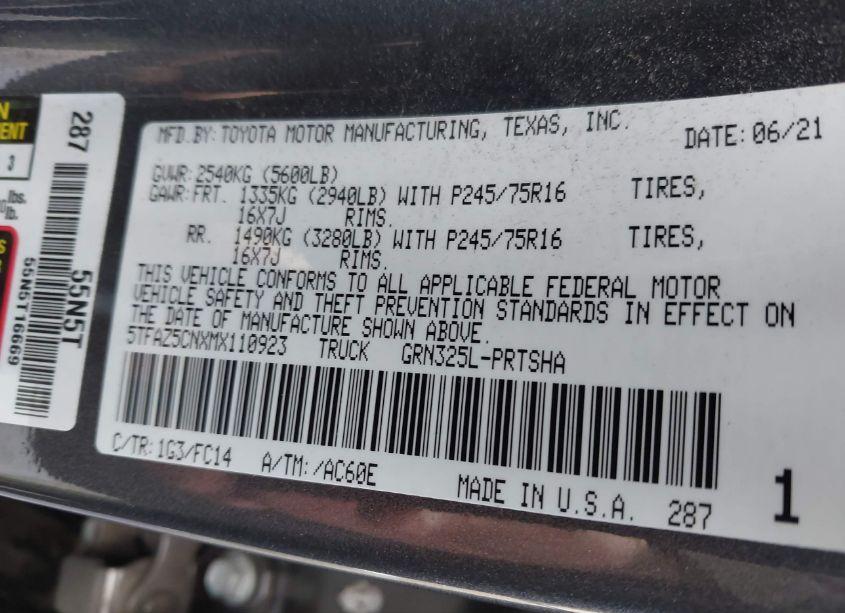 MFD.BY:TOYOTA MOTOR MANUFACTURING, TEXAS, INC. DATE:06/21
GVWR:2540KG (5600LB)
GAWR:FRT. 1335KG (2940LB) WITH P245/75R16 TIRES,
16X7J RIMS.
RR. 1490KG (3280LB) WITH P245/75R16 TIRES,
16X7J RIMS.
THIS VEHICLE CONFORMS TO ALL APPLICABLE FEDERAL MOTOR
VEHICLE SAFETY AND THEFT PREVENTION STANDARDS IN EFFECT ON
THE DATE OF MANUFACTURE SHOWN ABOVE.
5TFAZ5CNXMX110923 TRUCK GRN325L-PRTSHA
C/TR:1G3/FC14 A/TM:/AC60E MADE IN U.S.A. 287 1
287
55N5T
55N5T16669
3
lbs.
lb.